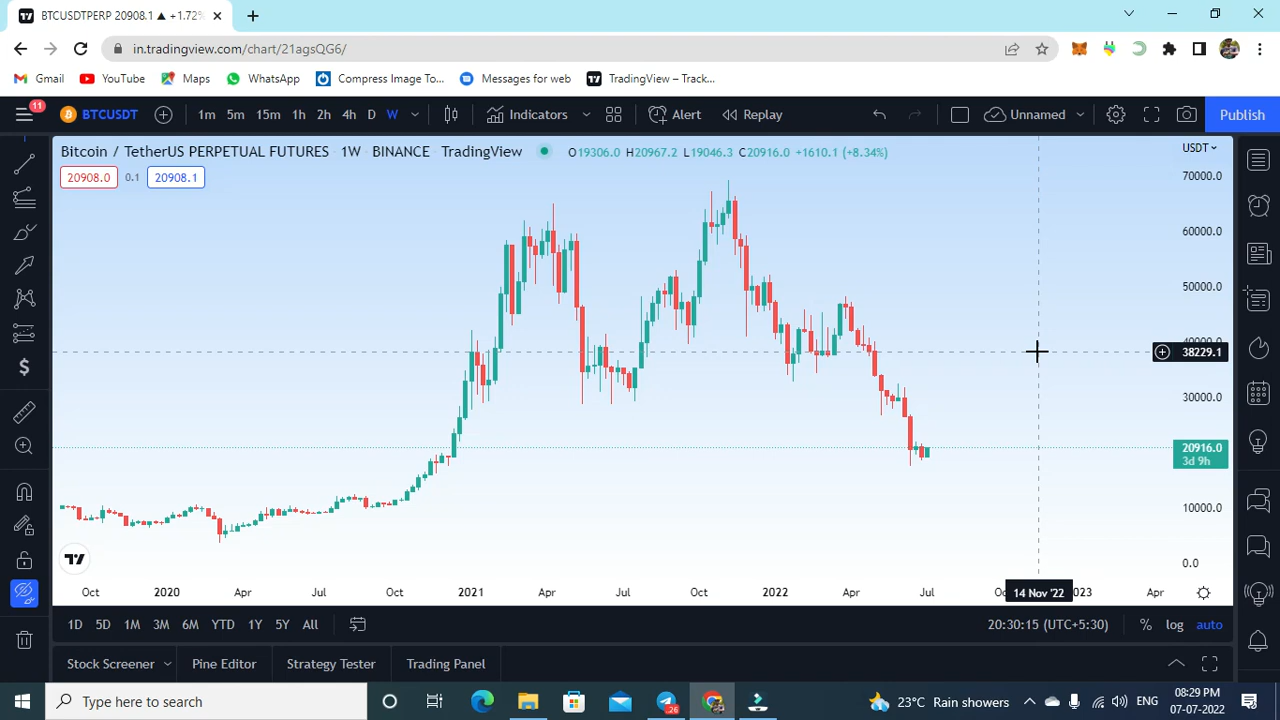 BTCUSDTPERP 20908.1 ▲ +1.72%
in.tradingview.com/chart/21agsQG6/
Gmail YouTube Maps WhatsApp Compress Image To... Messages for web TradingView – Track...
11
BTCUSDT 1m 5m 15m 1h 2h 4h D W Indicators Alert Replay Unnamed Publish
Bitcoin / TetherUS PERPETUAL FUTURES 1W BINANCE TradingView O19306.0 H20967.2 L19046.3 C20916.0 +1610.1 (+8.34%) USDT
20908.0 0.1 20908.1
70000.0
60000.0
50000.0
38229.1
30000.0
20916.0
3d 9h
10000.0
0.0
Oct 2020 Apr Jul Oct 2021 Apr Jul Oct 2022 Apr Jul 14 Nov '22 Apr
1D 5D 1M 3M 6M YTD 1Y 5Y All 20:30:15 (UTC+5:30) % log auto
Stock Screener Pine Editor Strategy Tester Trading Panel
Type here to search 26 23°C Rain showers ENG 08:29 PM
07-07-2022